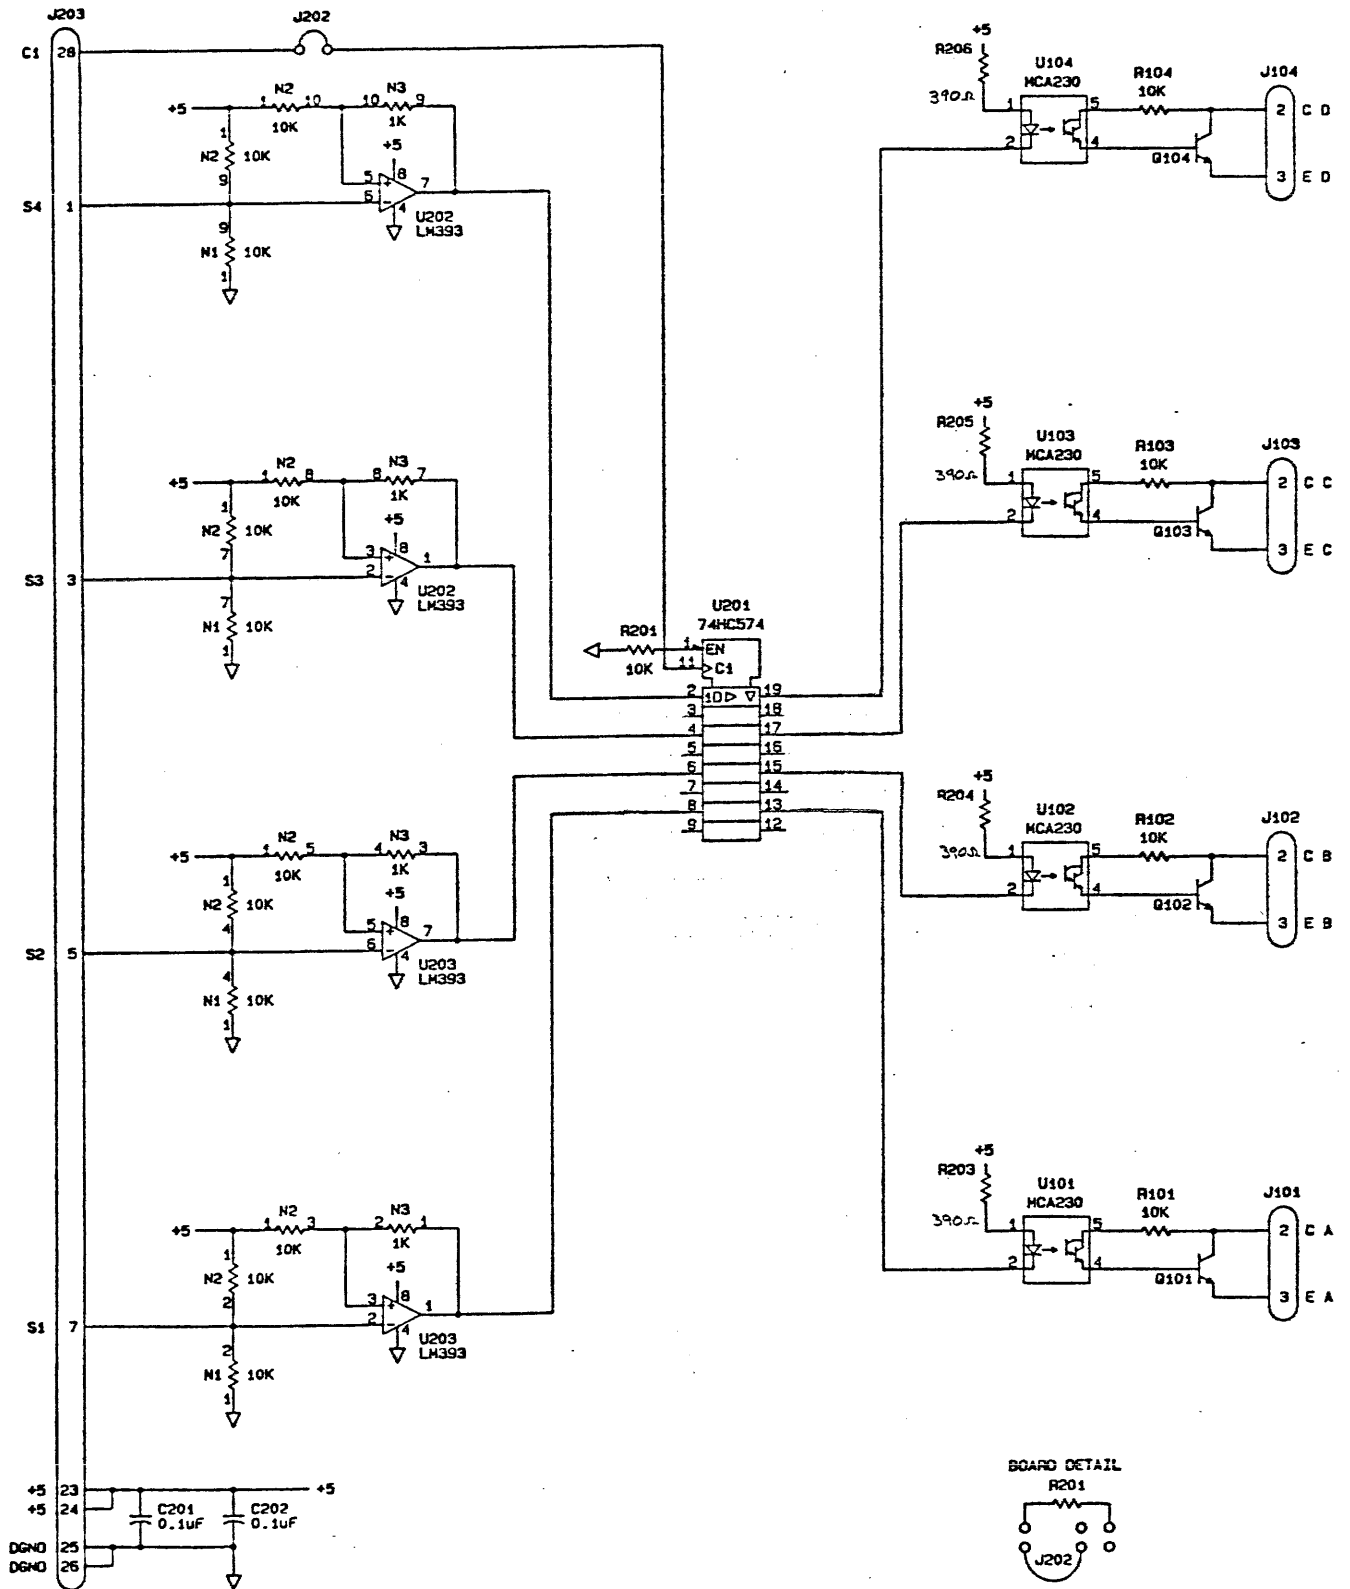 J203
J202
C1 28
N2
1 10
10K
N3
10 9
1K
+5
1
N2 10K
9
+5
5 + 8 7
6 - 4
U202
LM393
S4 1
9
N1 10K
1
N2
1 8
10K
N3
8 7
1K
+5
1
N2 10K
7
+5
3 + 8 1
2 - 4
U202
LM393
S3 3
7
N1 10K
1
N2
1 5
10K
N3
4 3
1K
+5
1
N2 10K
4
+5
5 + 8 7
6 - 4
U203
LM393
S2 5
4
N1 10K
1
N2
1 3
10K
N3
2 1
1K
+5
1
N2 10K
2
+5
3 + 8 1
2 - 4
U203
LM393
S1 7
2
N1 10K
1
+5 23
+5
+5 24
C201
0.1uF
C202
0.1uF
DGND 25
DGND 26
U201
74HC574
R201
10K
1 EN
11 C1
2 1D 19
3 18
4 17
5 16
6 15
7 14
8 13
9 12
+5
R206
390Ω
U104
MCA230
1 5
2 4
R104
10K
Q104
J104
2 C D
3 E D
+5
R205
390Ω
U103
MCA230
1 5
2 4
R103
10K
Q103
J103
2 C C
3 E C
+5
R204
390Ω
U102
MCA230
1 5
2 4
R102
10K
Q102
J102
2 C B
3 E B
+5
R203
390Ω
U101
MCA230
1 5
2 4
R101
10K
Q101
J101
2 C A
3 E A
BOARD DETAIL
R201
J202